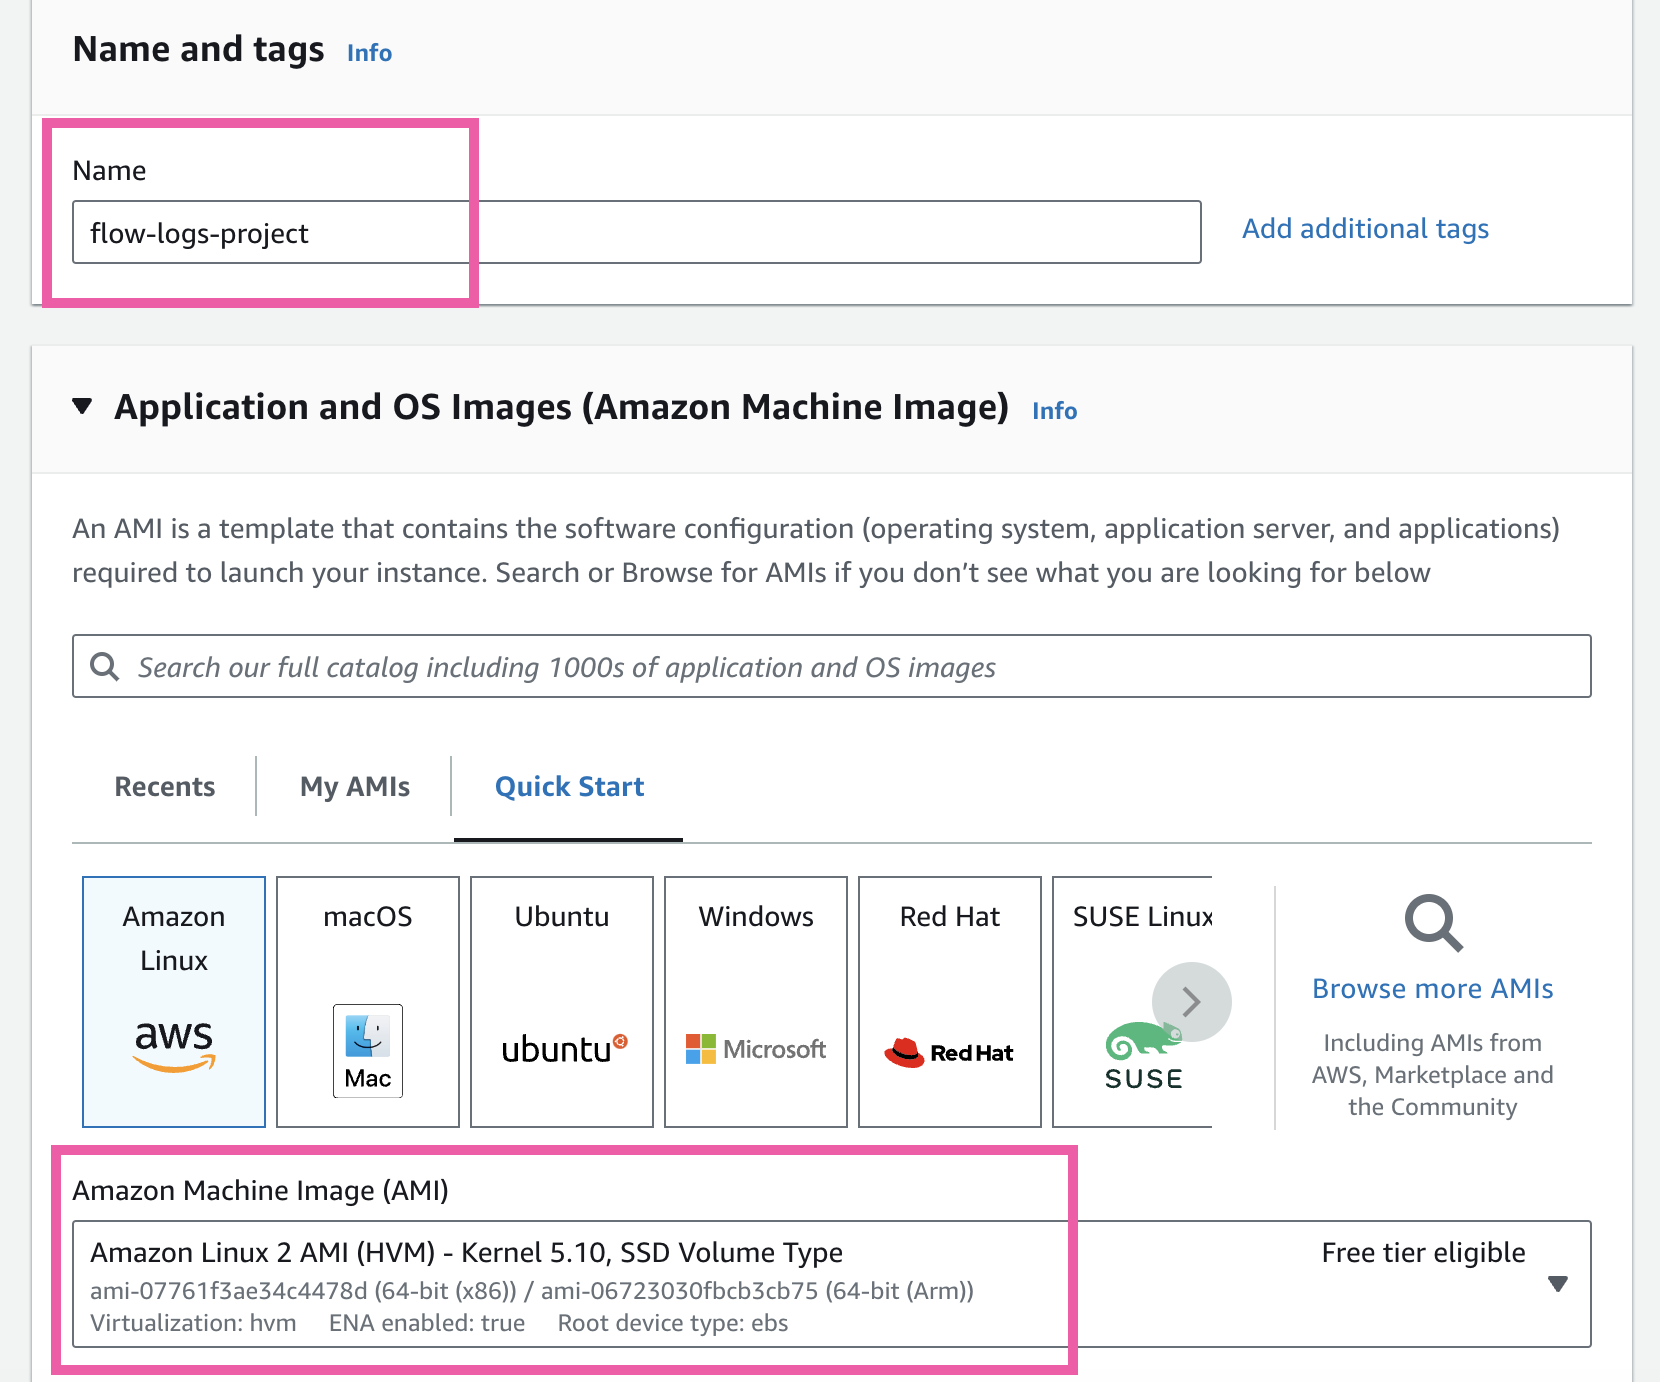 Name and tags Info
Name
flow-logs-project
Add additional tags
Application and OS Images (Amazon Machine Image) Info
An AMI is a template that contains the software configuration (operating system, application server, and applications)
required to launch your instance. Search or Browse for AMIs if you don’t see what you are looking for below
Search our full catalog including 1000s of application and OS images
Recents
My AMIs
Quick Start
Amazon
Linux
aws
macOS
Mac
Ubuntu
ubuntu
Windows
Microsoft
Red Hat
Red Hat
SUSE Linux
SUSE
Browse more AMIs
Including AMIs from
AWS, Marketplace and
the Community
Amazon Machine Image (AMI)
Amazon Linux 2 AMI (HVM) - Kernel 5.10, SSD Volume Type
Free tier eligible
ami-07761f3ae34c4478d (64-bit (x86)) / ami-06723030fbcb3cb75 (64-bit (Arm))
Virtualization: hvm ENA enabled: true Root device type: ebs